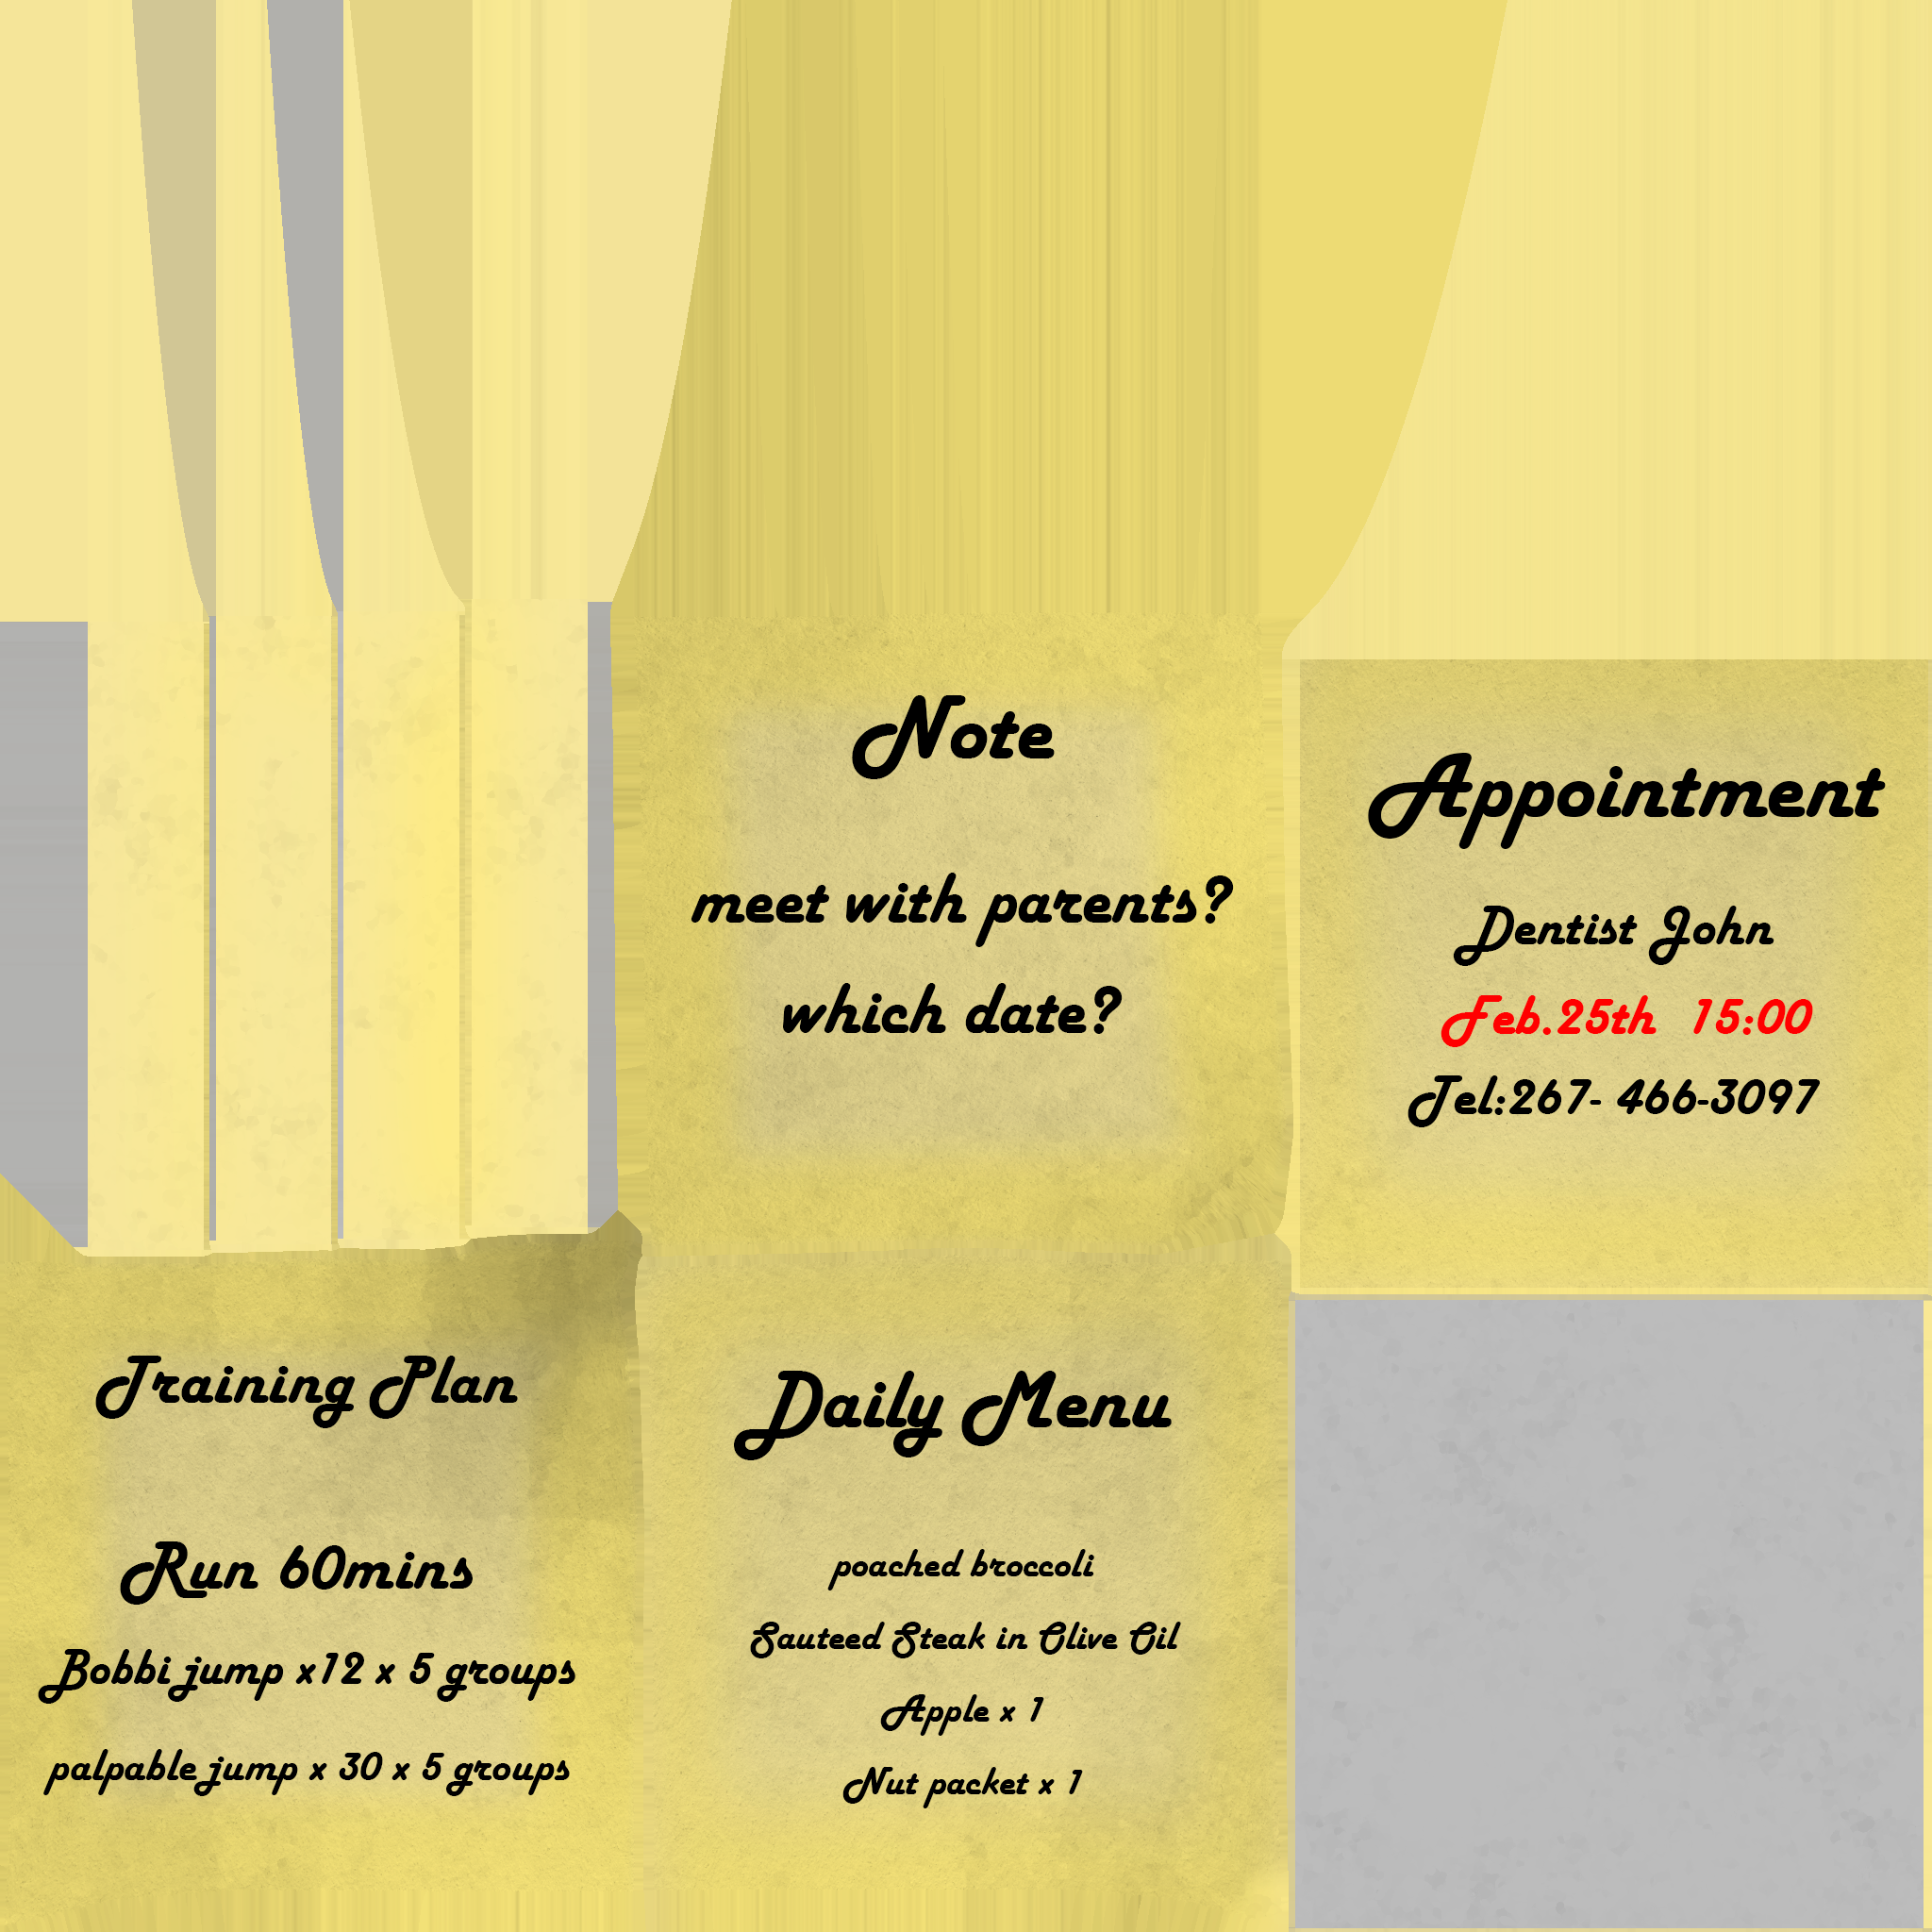 Note
meet with parents?
which date?
Appointment
Dentist John
Feb.25th 15:00
Tel:267- 466-3097
Training Plan
Run 60mins
Bobbi jump x12 x 5 groups
palpable jump x 30 x 5 groups
Daily Menu
poached broccoli
Sauteed Steak in Olive Oil
Apple x 1
Nut packet x 1